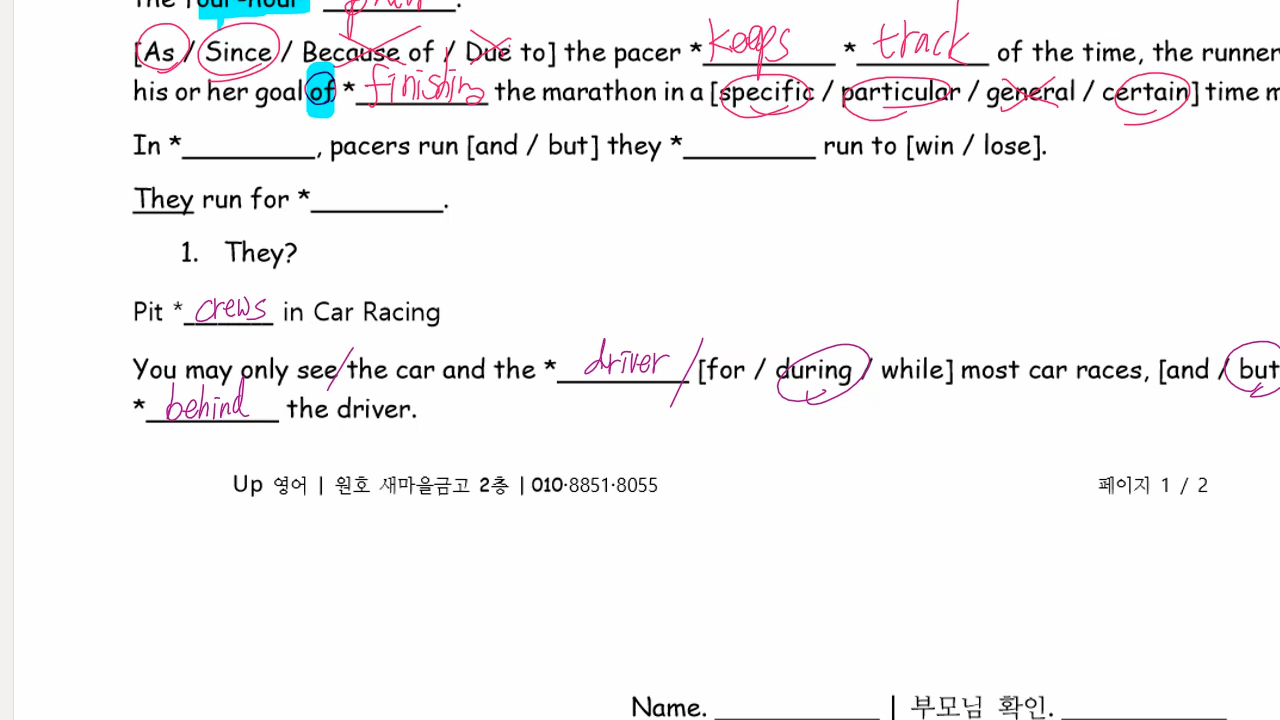 The four-hour
[As / Since / Because of / Due to] the pacer * keeps * track of the time, the runner
his or her goal of * finishing the marathon in a [specific / particular / general / certain] time m
In *_________, pacers run [and / but] they *_________ run to [win / lose].
They run for *_________.
1. They?
Pit * crews in Car Racing
You may only see / the car and the * driver / [for / during / while] most car races, [and / but
* behind the driver.
Up 영어 | 원호 새마을금고 2층 | 010·8851·8055
페이지 1 / 2
Name. ___________ | 부모님 확인. ___________